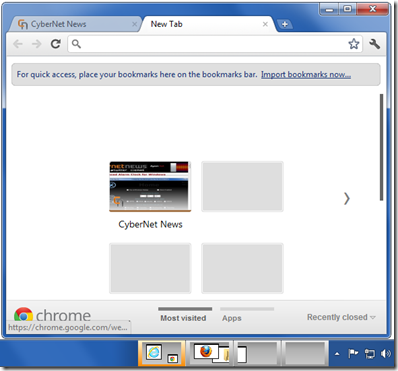 CyberNet News
New Tab
For quick access, place your bookmarks here on the bookmarks bar. Import bookmarks now...
CyberNet News
chrome
Most visited
Apps
Recently closed
https://chrome.google.com/we...